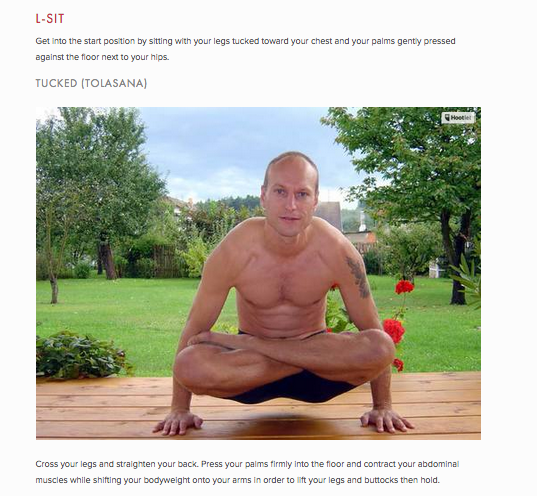 L-SIT
Get into the start position by sitting with your legs tucked toward your chest and your palms gently pressed
against the floor next to your hips.
TUCKED (TOLASANA)
Cross your legs and straighten your back. Press your palms firmly into the floor and contract your abdominal
muscles while shifting your bodyweight onto your arms in order to lift your legs and buttocks then hold.